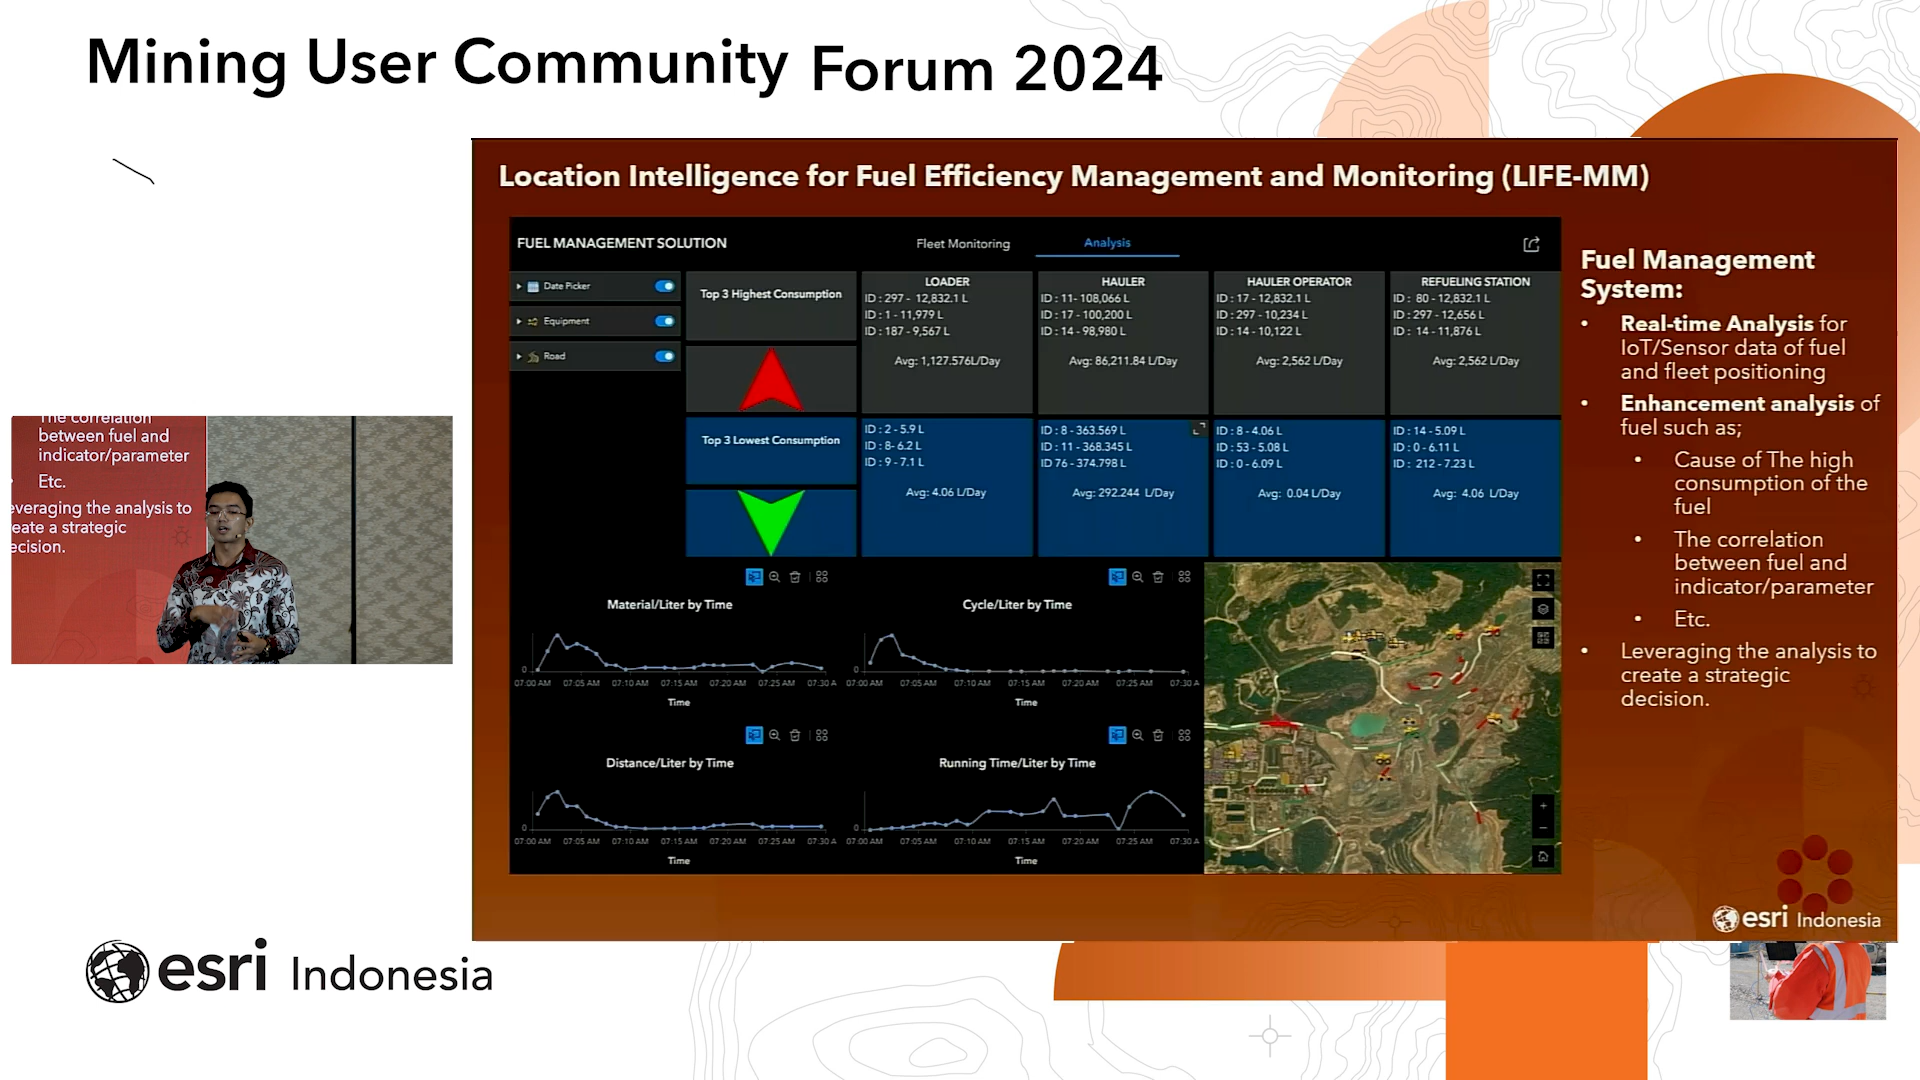 Mining User Community Forum 2024
Location Intelligence for Fuel Efficiency Management and Monitoring (LIFE-MM)
FUEL MANAGEMENT SOLUTION
Fleet Monitoring
Analysis
Date Picker
Equipment
Road
Top 3 Highest Consumption
LOADER
ID : 297 - 12,832.1 L
ID : 1 - 11,979 L
ID : 187 - 9,567 L
Avg: 1,127.576L/Day
HAULER
ID : 11- 108,066 L
ID : 17 - 100,200 L
ID : 14 - 98,980 L
Avg: 86,211.84 L/Day
HAULER OPERATOR
ID : 17 - 12,832.1 L
ID : 297 - 10,234 L
ID : 14 - 10,122 L
Avg: 2,562 L/Day
REFUELING STATION
ID : 80 - 12,832.1 L
ID : 297 - 12,656 L
ID : 14 - 11,876 L
Avg: 2,562 L/Day
Top 3 Lowest Consumption
ID : 2 - 5.9 L
ID : 8- 6.2 L
ID : 9 - 7.1 L
Avg: 4.06 L/Day
ID : 8 - 363.569 L
ID : 11 - 368.345 L
ID 76 - 374.798 L
Avg: 292.244 L/Day
ID : 8 - 4.06 L
ID : 53 - 5.08 L
ID : 0 - 6.09 L
Avg: 0.04 L/Day
ID : 14 - 5.09 L
ID : 0 - 6.11 L
ID : 212 - 7.23 L
Avg: 4.06 L/Day
Material/Liter by Time
0
07:00 AM 07:05 AM 07:10 AM 07:15 AM 07:20 AM 07:25 AM 07:30 A
Time
Cycle/Liter by Time
0
07:00 AM 07:05 AM 07:10 AM 07:15 AM 07:20 AM 07:25 AM 07:30 A
Time
Distance/Liter by Time
0
07:00 AM 07:05 AM 07:10 AM 07:15 AM 07:20 AM 07:25 AM 07:30 A
Time
Running Time/Liter by Time
0
07:00 AM 07:05 AM 07:10 AM 07:15 AM 07:20 AM 07:25 AM 07:30 A
Time
Fuel Management
System:
• Real-time Analysis for
IoT/Sensor data of fuel
and fleet positioning
• Enhancement analysis of
fuel such as;
• Cause of The high
consumption of the
fuel
• The correlation
between fuel and
indicator/parameter
• Etc.
• Leveraging the analysis to
create a strategic
decision.
esri Indonesia
The correlation
between fuel and
indicator/parameter
Etc.
everaging the analysis to
eate a strategic
ecision.
esri Indonesia